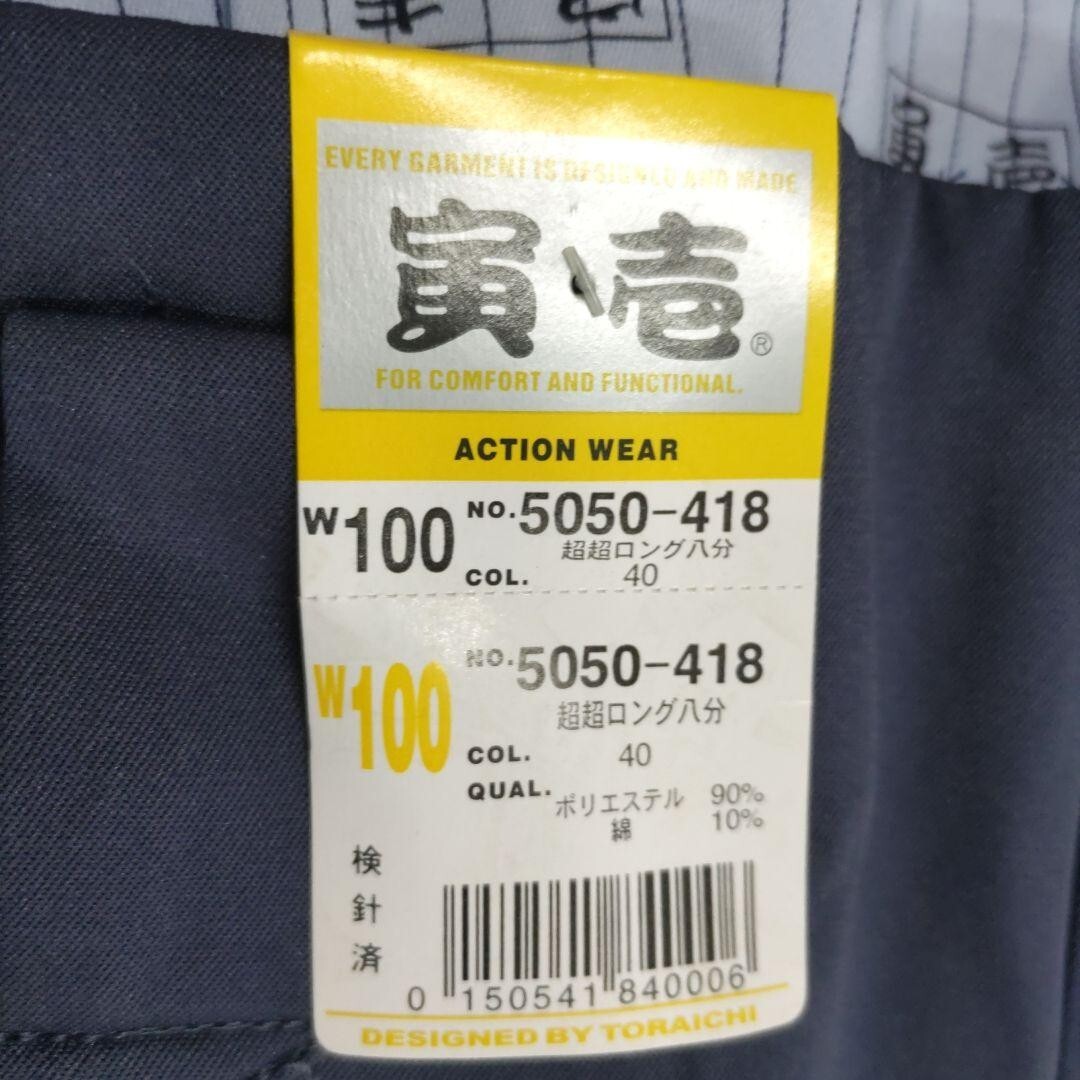 EVERY GARMENT IS DESIGNED AND MADE
寅壱®
FOR COMFORT AND FUNCTIONAL.
ACTION WEAR
W100 NO.5050-418
超超ロング八分
COL. 40
W100 NO.5050-418
超超ロング八分
COL. 40
QUAL. ポリエステル 90%
綿 10%
検針済
0 150541 840006
DESIGNED BY TORAICHI